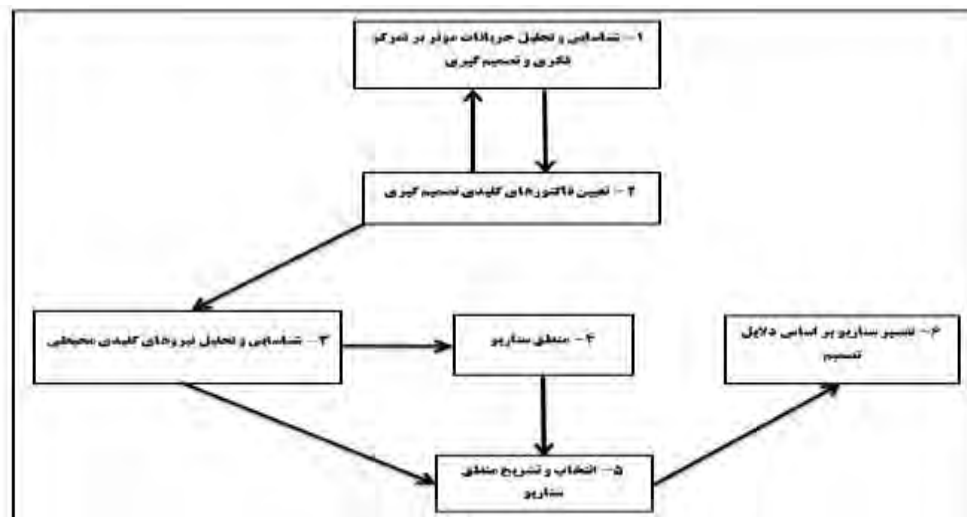 ۱- شناسایی و تحلیل جریانات موثر بر تمرکز
فکری و تصمیم گیری
۲- تعیین فاکتورهای کلیدی تصمیم گیری
۳- شناسایی و تحلیل نیروهای کلیدی محیطی
۴- منطق سناریو
۶- تفسیر سناریو بر اساس دلایل
تصمیم
۵- انتخاب و تشریح منطق
سناریو